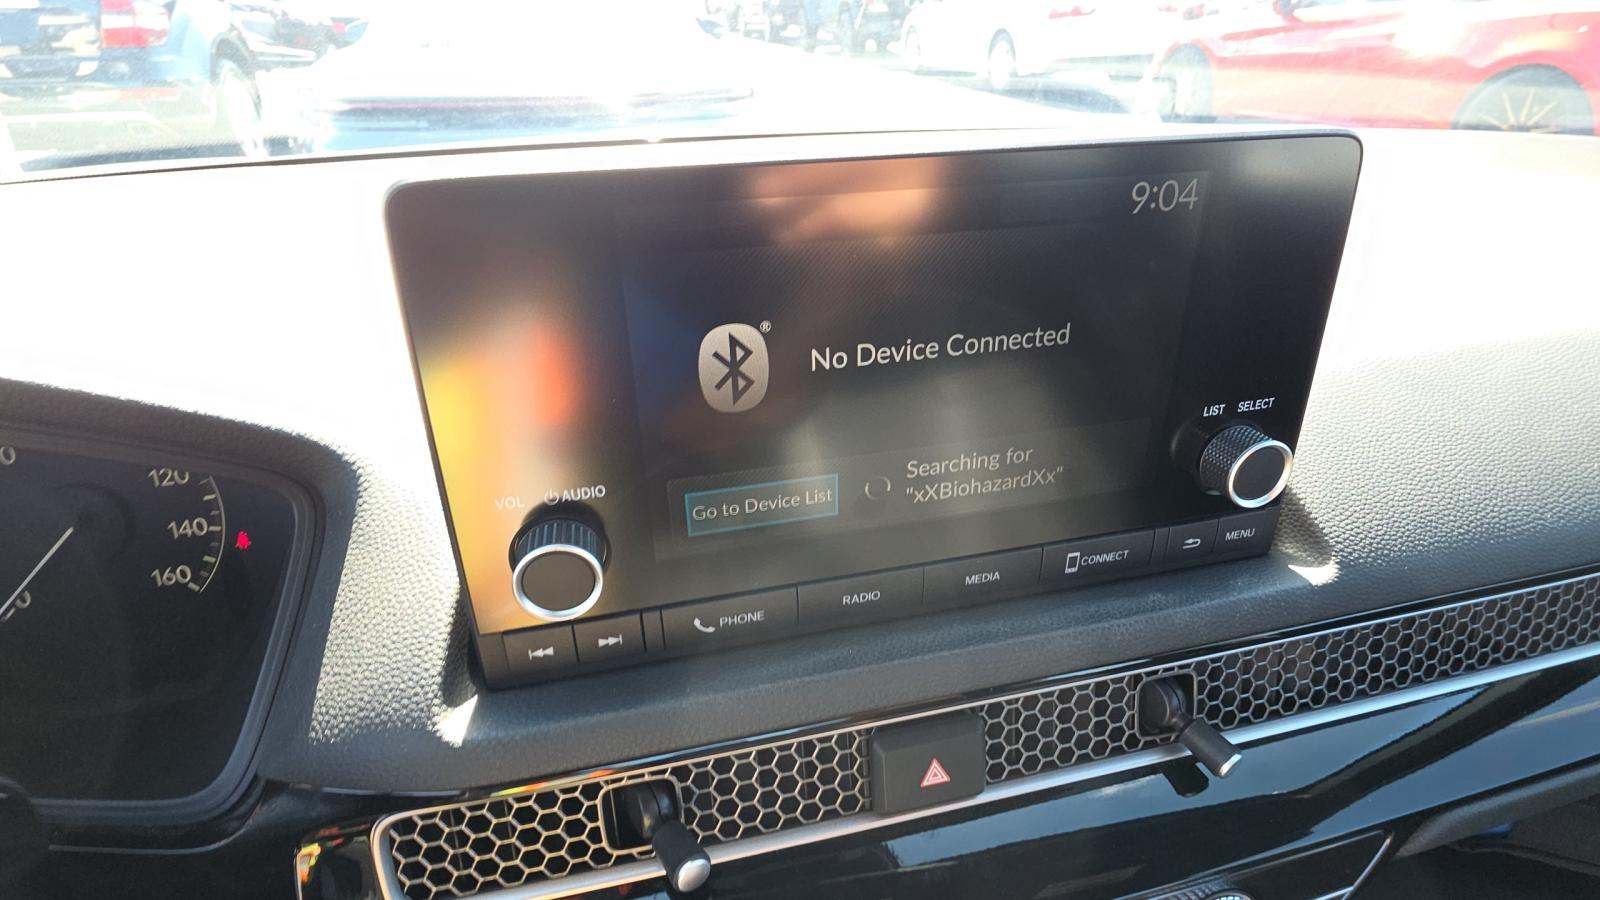 9:04
®
No Device Connected
LIST SELECT
Searching for
"xXBiohazardXx"
Go to Device List
VOL AUDIO
120
140
160
PHONE
RADIO
MEDIA
CONNECT
MENU